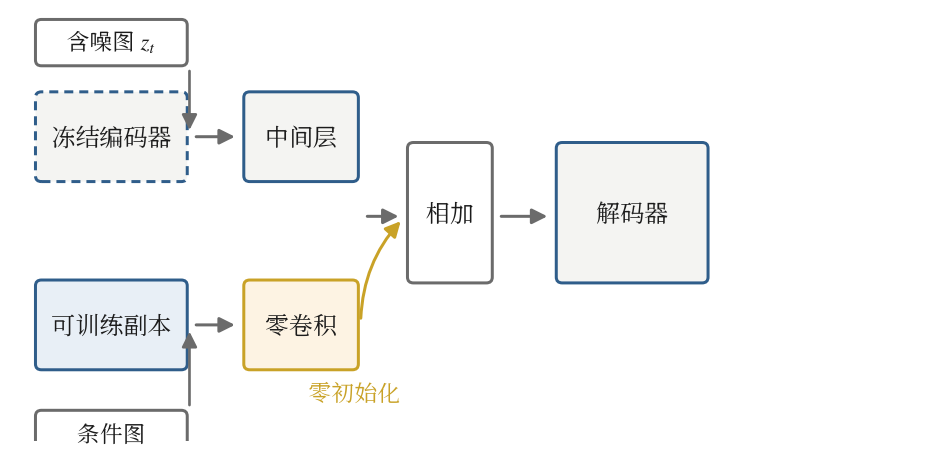 含噪图 z_t
冻结编码器
中间层
相加
解码器
可训练副本
零卷积
零初始化
条件图